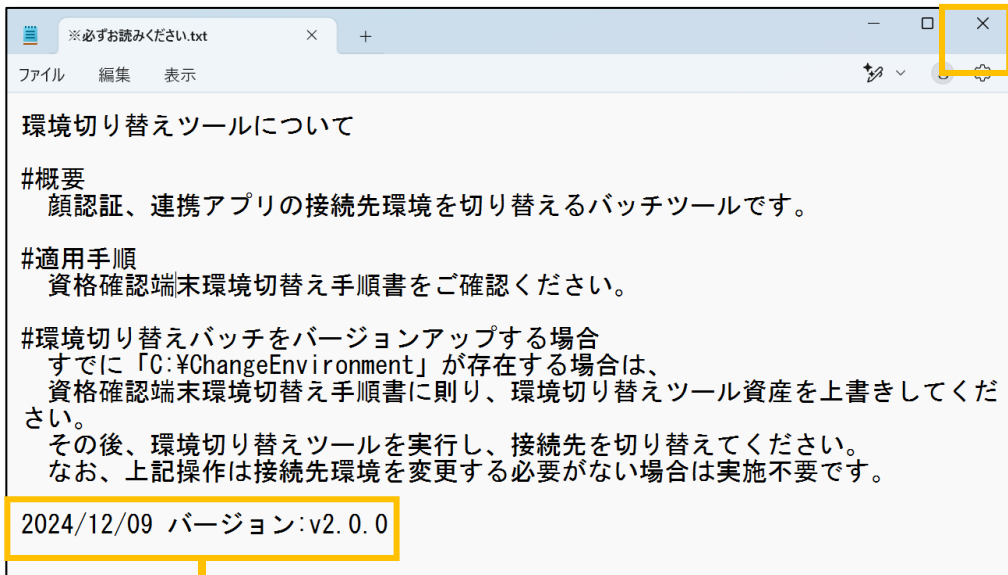 ※必ずお読みください.txt
ファイル 編集 表示
環境切り替えツールについて
#概要
顔認証、連携アプリの接続先環境を切り替えるバッチツールです。
#適用手順
資格確認端末環境切替え手順書をご確認ください。
#環境切り替えバッチをバージョンアップする場合
すでに「C:¥ChangeEnvironment」が存在する場合は、
資格確認端末環境切替え手順書に則り、環境切り替えツール資産を上書きしてくだ
さい。
その後、環境切り替えツールを実行し、接続先を切り替えてください。
なお、上記操作は接続先環境を変更する必要がない場合は実施不要です。
2024/12/09 バージョン:v2.0.0